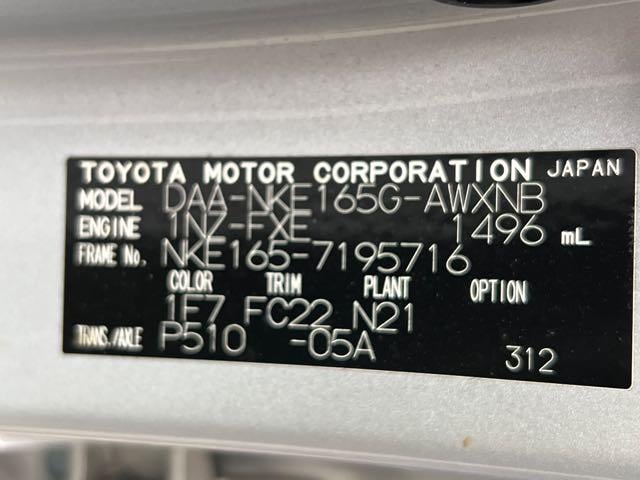 TOYOTA MOTOR CORPORATION JAPAN
MODEL DAA-NKE165G-AWXNB
ENGINE 1NZ-FXE 1496 mL
FRAME No. NKE165-7195716
COLOR TRIM PLANT OPTION
1F7 FC22 N21
TRANS./AXLE P510 -05A
312